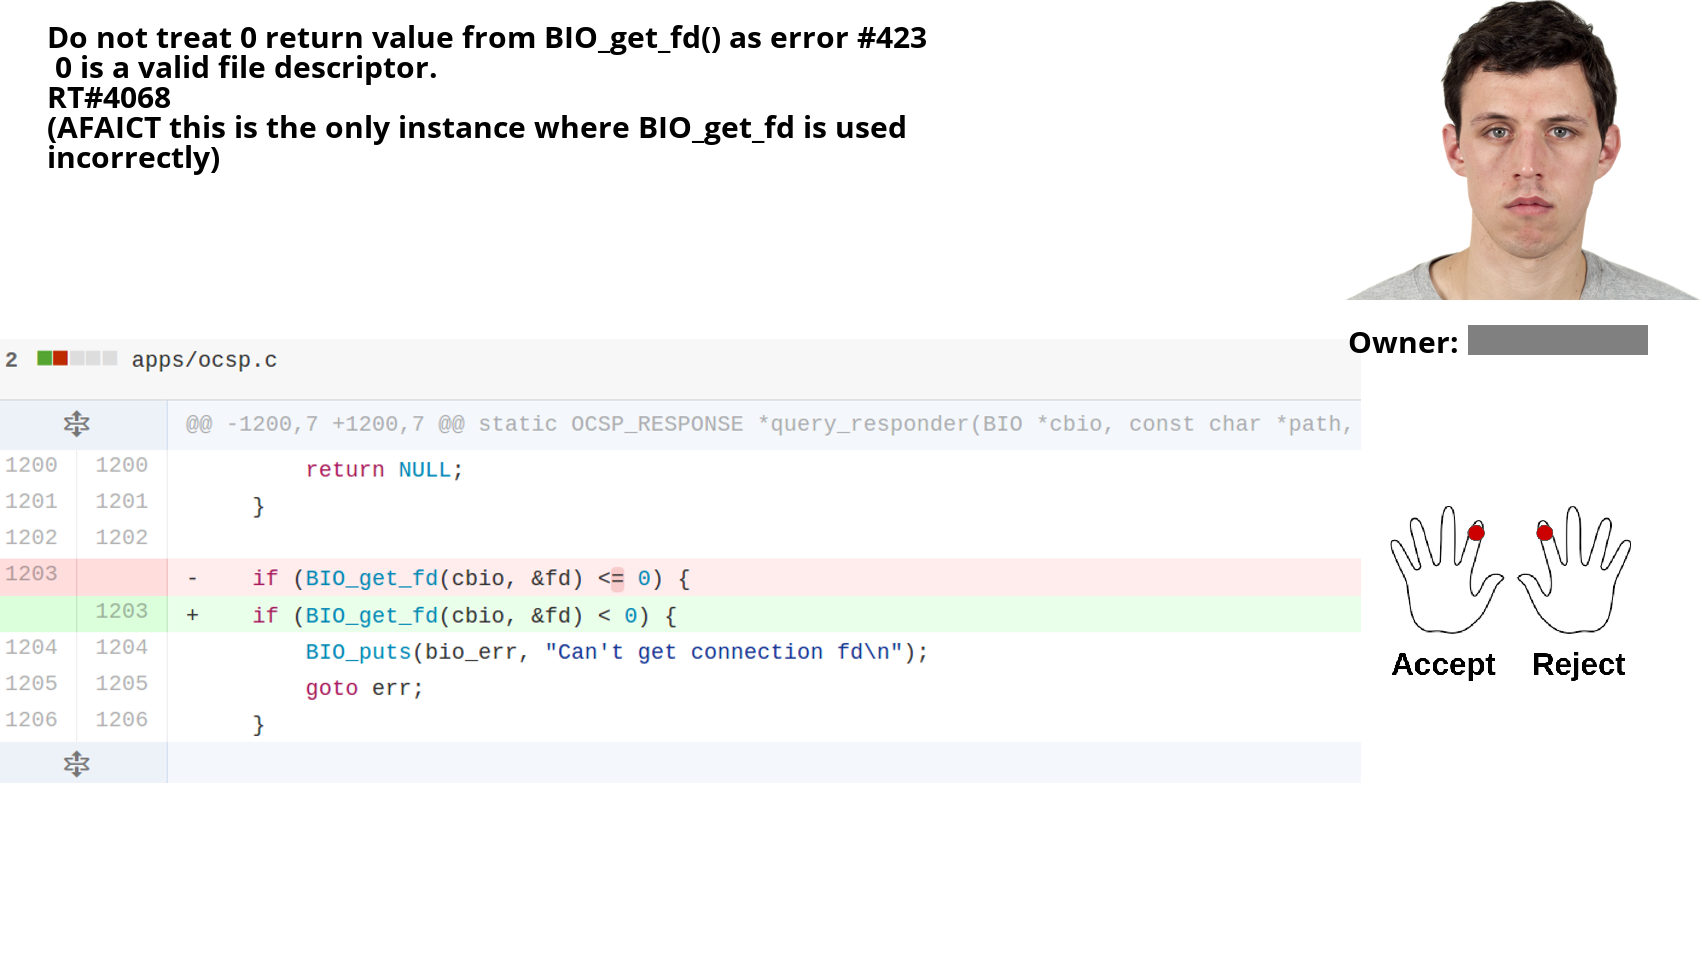 Do not treat 0 return value from BIO_get_fd() as error #423
0 is a valid file descriptor.
RT#4068
(AFAICT this is the only instance where BIO_get_fd is used
incorrectly)
Owner:
2 apps/ocsp.c
@@ -1200,7 +1200,7 @@ static OCSP_RESPONSE *query_responder(BIO *cbio, const char *path,
1200 1200 return NULL;
1201 1201 }
1202 1202
1203 - if (BIO_get_fd(cbio, &fd) <= 0) {
1203 + if (BIO_get_fd(cbio, &fd) < 0) {
1204 1204 BIO_puts(bio_err, "Can't get connection fd\n");
1205 1205 goto err;
1206 1206 }
Accept Reject